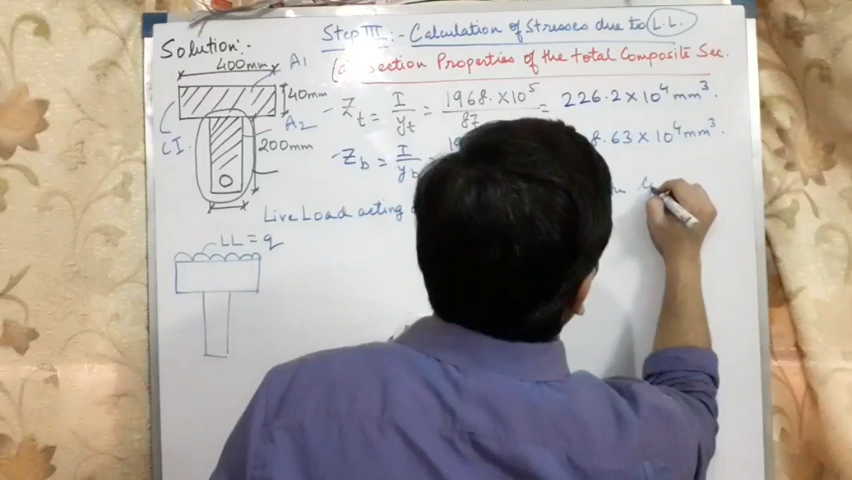 Solution:-
Step III:- Calculation of Stresses due to L.L.
(a) Section Properties of the total Composite Sec.
400mm
A1
40mm
A2
200mm
CI
Zt = I/yt = 1968.×10^5/87 = 226.2×10^4 mm^3.
Zb = I/yb = 8.63×10^4 mm^3.
Live Load acting
LL = q